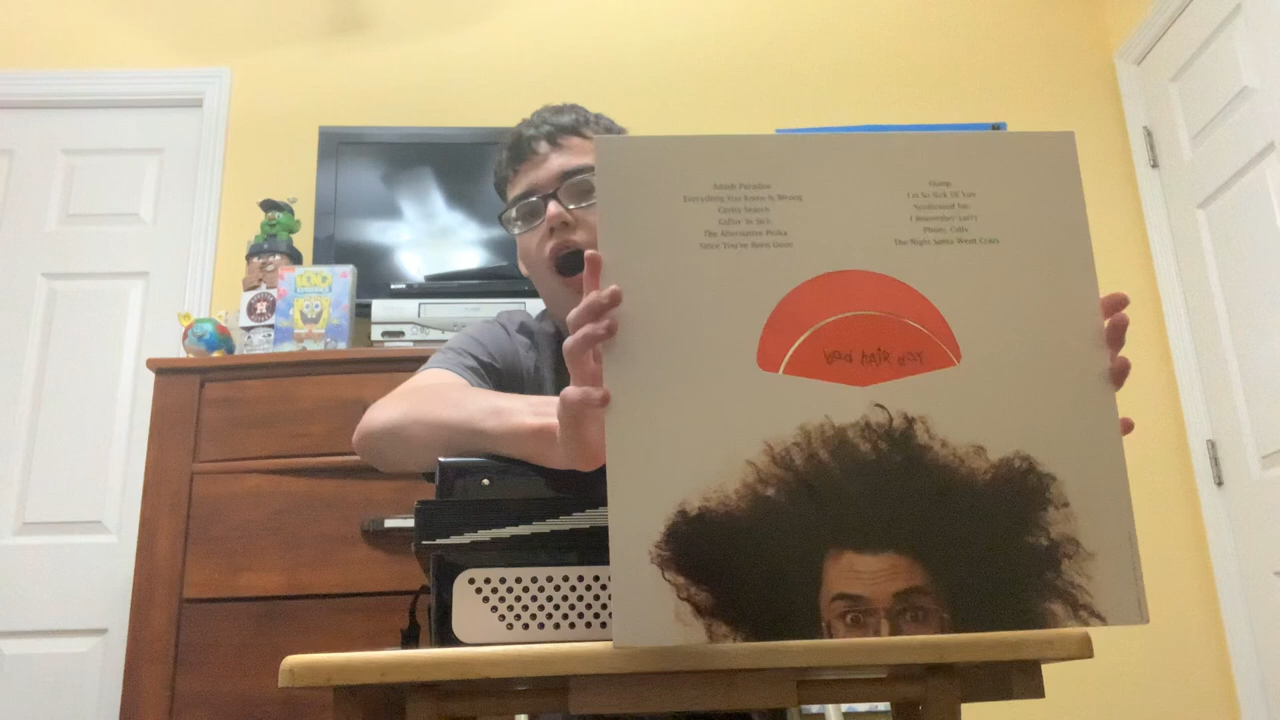 Amish Paradise
Everything You Know Is Wrong
Cavity Search
Callin' In Sick
The Alternative Polka
Since You've Been Gone
Gump
I'm So Sick Of You
Syndicated Inc.
I Remember Larry
Phony Calls
The Night Santa Went Crazy
bad hair day
H